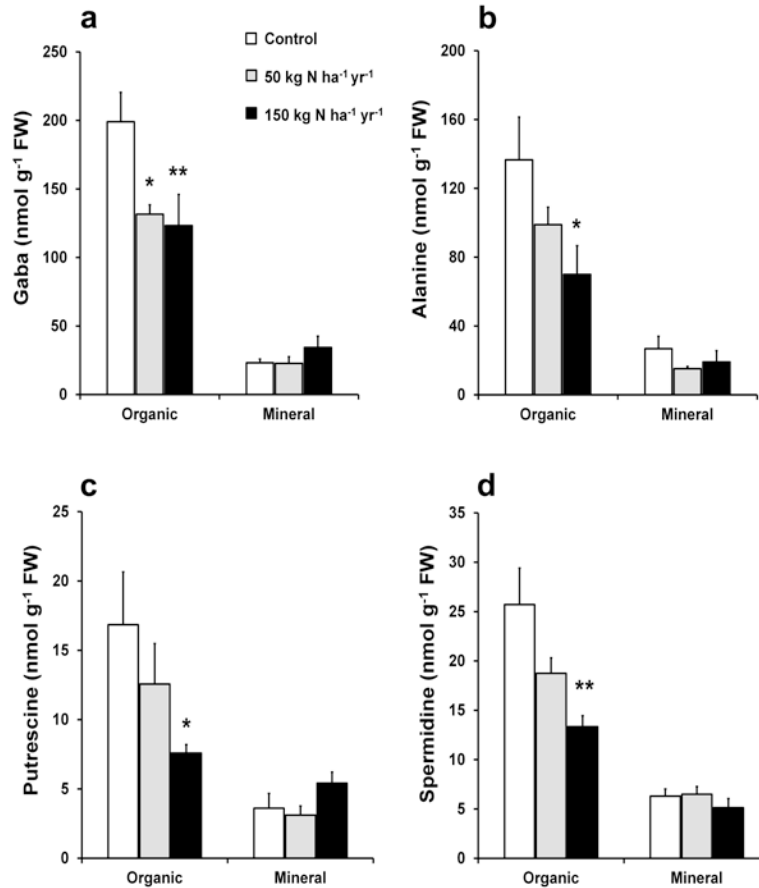 a
Control
50 kg N ha⁻¹ yr⁻¹
150 kg N ha⁻¹ yr⁻¹
Gaba (nmol g⁻¹ FW)
250
200
150
100
50
0
*
**
Organic
Mineral
b
Alanine (nmol g⁻¹ FW)
200
160
120
80
40
0
*
Organic
Mineral
c
Putrescine (nmol g⁻¹ FW)
25
20
15
10
5
0
*
Organic
Mineral
d
Spermidine (nmol g⁻¹ FW)
35
30
25
20
15
10
5
0
**
Organic
Mineral